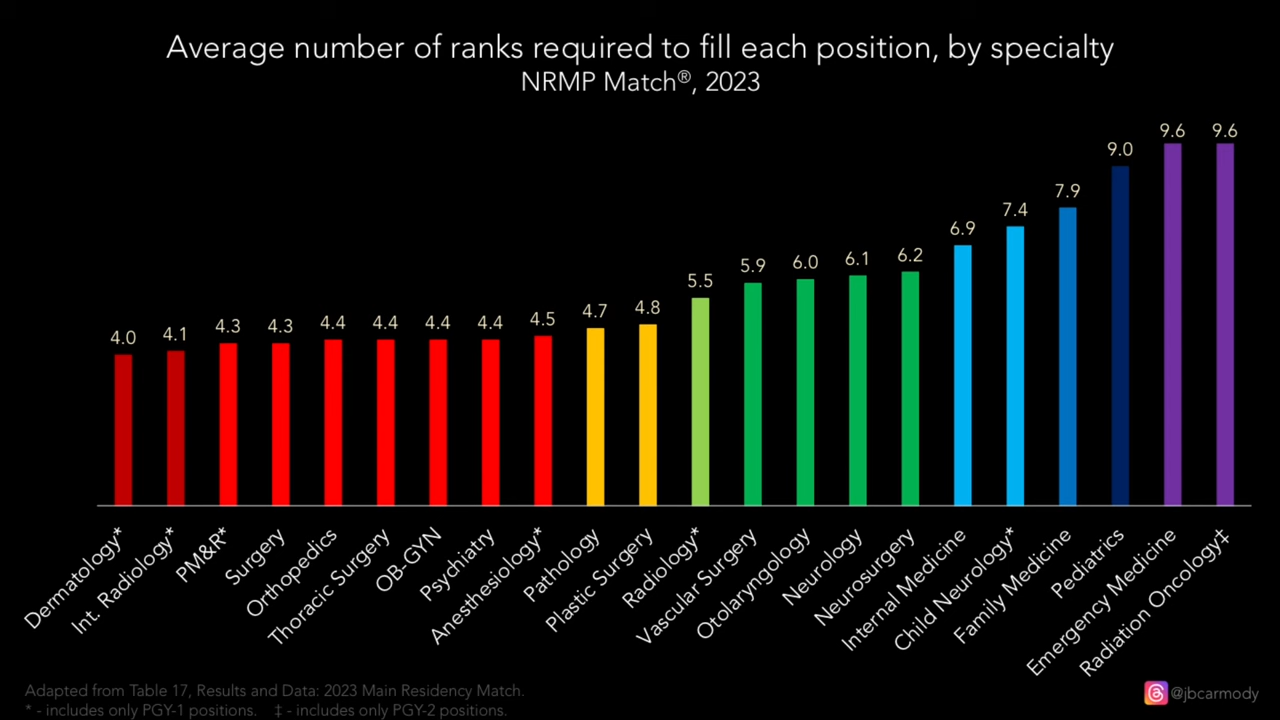 Average number of ranks required to fill each position, by specialty
NRMP Match®, 2023
4.0
4.1
4.3
4.3
4.4
4.4
4.4
4.4
4.5
4.7
4.8
5.5
5.9
6.0
6.1
6.2
6.9
7.4
7.9
9.0
9.6
9.6
Dermatology*
Int. Radiology*
PM&R*
Surgery
Orthopedics
Thoracic Surgery
OB-GYN
Psychiatry
Anesthesiology*
Pathology
Plastic Surgery
Radiology*
Vascular Surgery
Otolaryngology
Neurology
Neurosurgery
Internal Medicine
Child Neurology*
Family Medicine
Pediatrics
Emergency Medicine
Radiation Oncology‡
Adapted from Table 17, Results and Data: 2023 Main Residency Match.
* - includes only PGY-1 positions. ‡ - includes only PGY-2 positions.
@jbcarmody